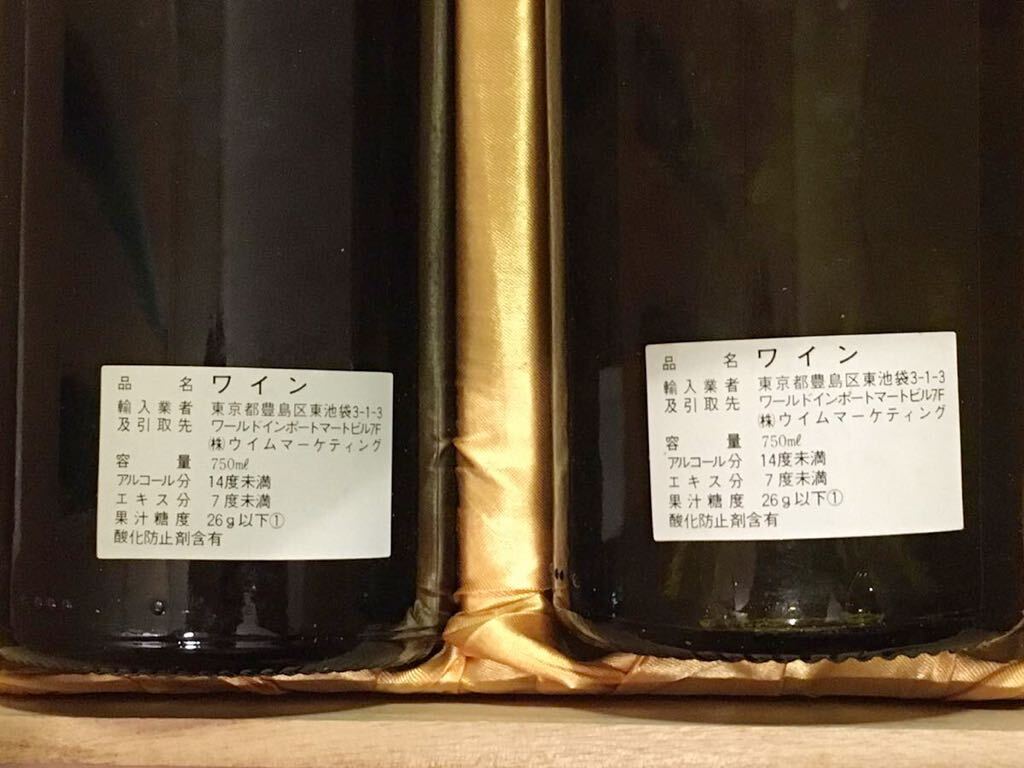 品名 ワイン
輸入業者 東京都豊島区東池袋3-1-3
及引取先 ワールドインポートマートビル7F
㈱ウイムマーケティング
容量 750㎖
アルコール分 14度未満
エキス分 7度未満
果汁糖度 26g以下①
酸化防止剤含有
品名 ワイン
輸入業者 東京都豊島区東池袋3-1-3
及引取先 ワールドインポートマートビル7F
㈱ウイムマーケティング
容量 750㎖
アルコール分 14度未満
エキス分 7度未満
果汁糖度 26g以下①
酸化防止剤含有